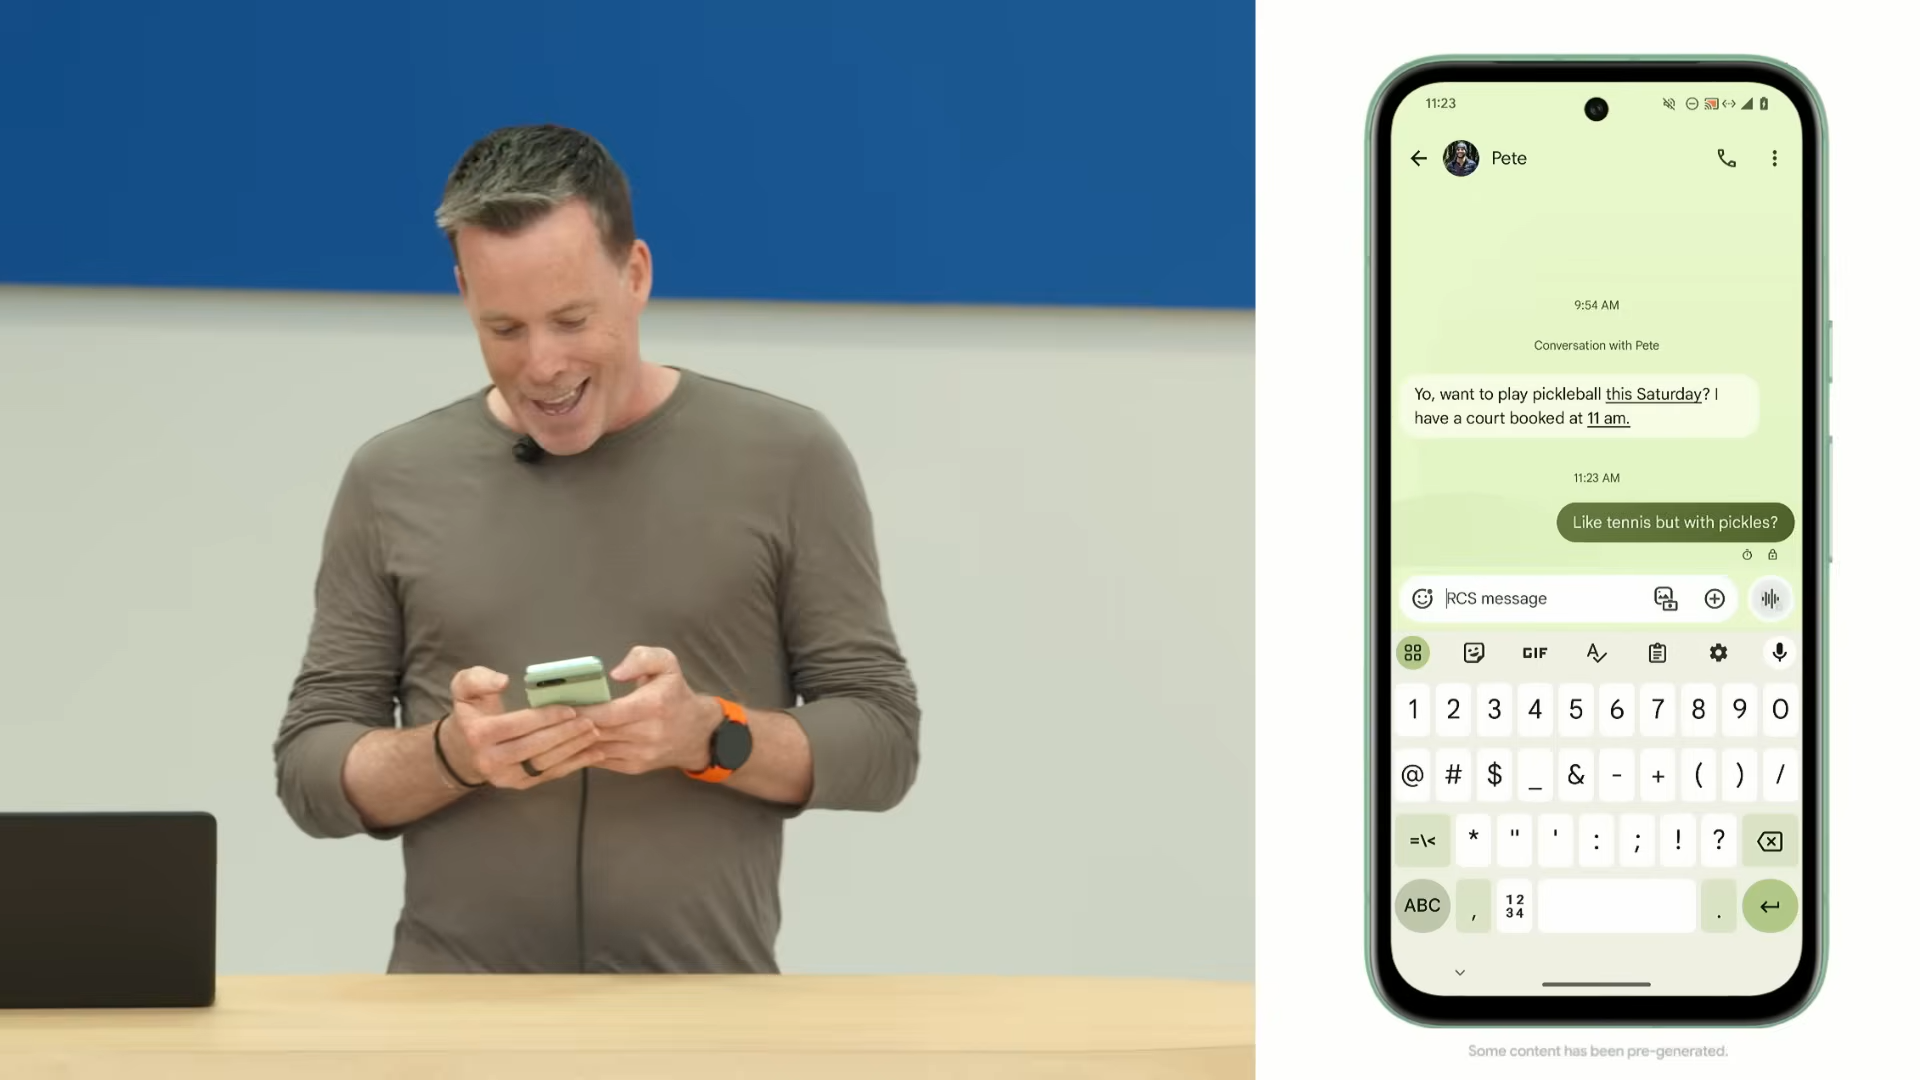 11:23
Pete
9:54 AM
Conversation with Pete
Yo, want to play pickleball this Saturday? I
have a court booked at 11 am.
11:23 AM
Like tennis but with pickles?
RCS message
GIF
1 2 3 4 5 6 7 8 9 0
@ # $ _ & - + ( ) /
=\< * " ' : ; ! ?
ABC , 12 .
34
Some content has been pre-generated.